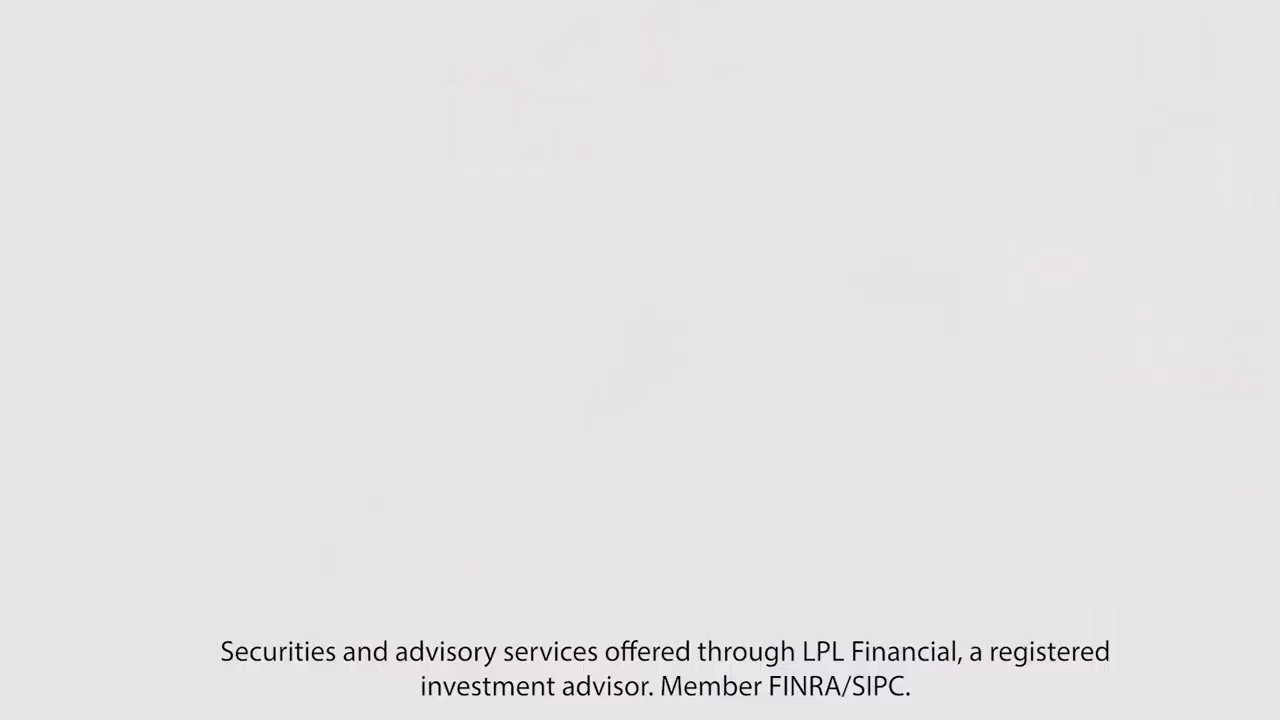 Securities and advisory services offered through LPL Financial, a registered
investment advisor. Member FINRA/SIPC.